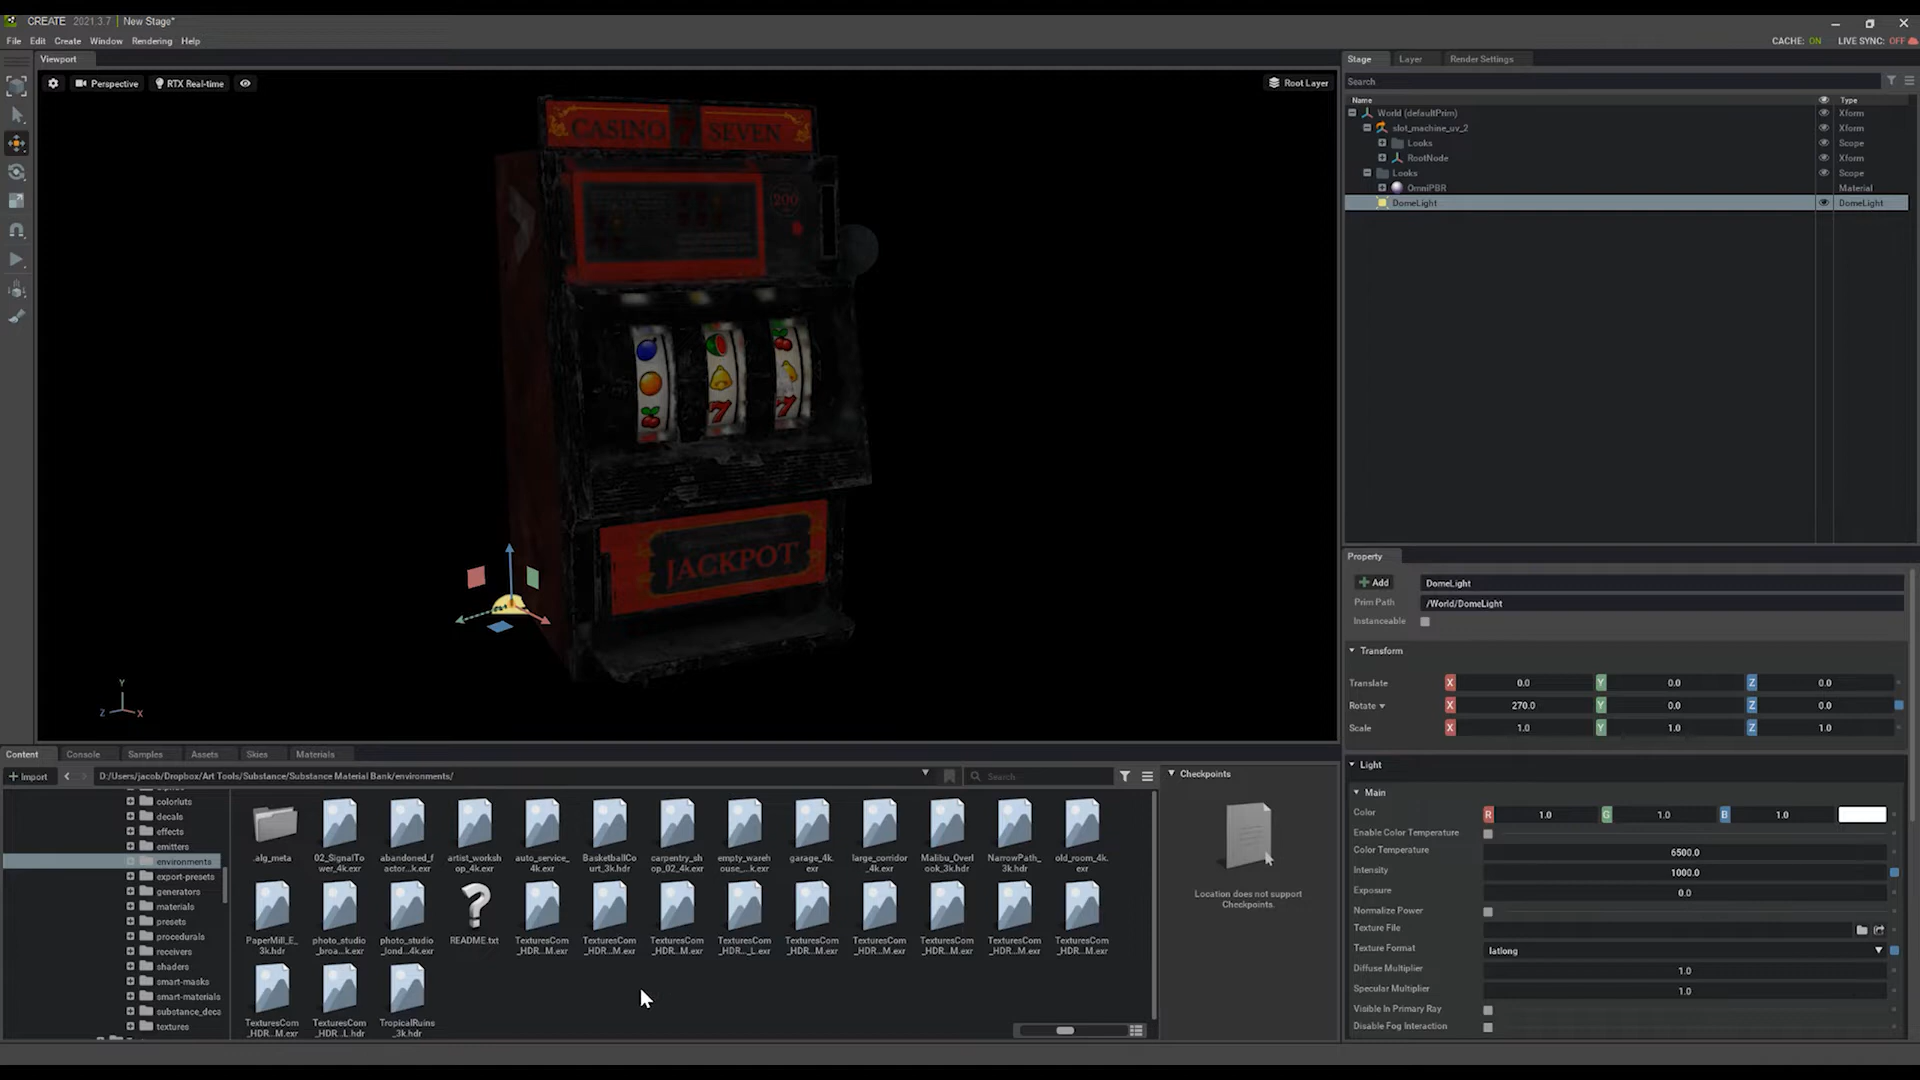 CREATE 2021.3.7 | New Stage*
File Edit Create Window Rendering Help
CACHE: ON LIVE SYNC: OFF
Viewport
Perspective RTX Real-time
Root Layer
CASINO 7 SEVEN
200
JACKPOT
Y
Z X
Stage Layer Render Settings
Search
Name Type
World (defaultPrim) Xform
slot_machine_uv_2 Xform
Looks Scope
RootNode Xform
Looks Scope
OmniPBR Material
DomeLight DomeLight
Property
Add DomeLight
Prim Path /World/DomeLight
Instanceable
Transform
Translate X 0.0 Y 0.0 Z 0.0
Rotate X 270.0 Y 0.0 Z 0.0
Scale X 1.0 Y 1.0 Z 1.0
Light
Main
Color R 1.0 G 1.0 B 1.0
Enable Color Temperature
Color Temperature 6500.0
Intensity 1000.0
Exposure 0.0
Normalize Power
Texture File
Texture Format latlong
Diffuse Multiplier 1.0
Specular Multiplier 1.0
Visible In Primary Ray
Disable Fog Interaction
Content Console Samples Assets Skies Materials
+ Import D:/Users/jacob/Dropbox/Art Tools/Substance/Substance Material Bank/environments/ Search
colorluts
decals
effects
emitters
environments
export-presets
generators
materials
presets
procedurals
receivers
shaders
smart-masks
smart-materials
substance_deca
textures
.alg_meta 02_SignalTo abandoned_f artist_worksh auto_service_ BasketballCo carpentry_sh empty_wareh garage_4k. large_corridor Malibu_Overl NarrowPath_ old_room_4k.
wer_4k.exr actor...k.exr op_4k.exr 4k.exr urt_3k.hdr op_02_4k.exr ouse_...k.exr exr _4k.exr ook_3k.hdr 3k.hdr exr
PaperMill_E_ photo_studio photo_studio README.txt TexturesCom TexturesCom TexturesCom TexturesCom TexturesCom TexturesCom TexturesCom TexturesCom TexturesCom
3k.hdr _broa...k.exr _lond...4k.exr _HDR...M.exr _HDR...M.exr _HDR...M.exr _HDR..._L.exr _HDR...M.exr _HDR...M.exr _HDR...M.exr _HDR...M.exr _HDR...M.exr
TexturesCom TexturesCom TropicalRuins
_HDR...M.exr _HDR...L.hdr _3k.hdr
Checkpoints
Location does not support
Checkpoints.